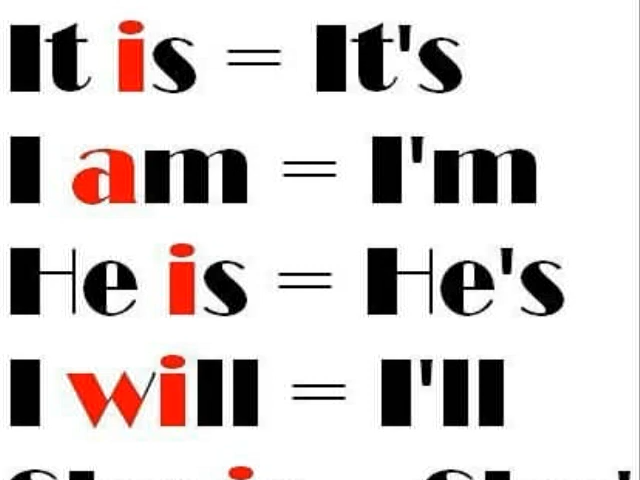 It is = It's
I am = I'm
He is = He's
I will = I'll